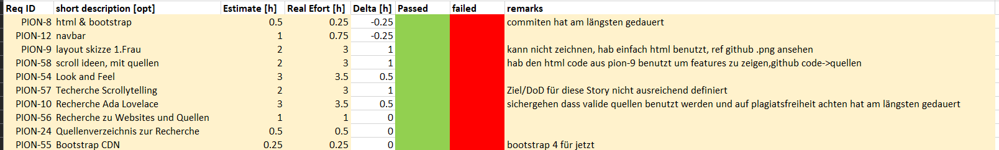 Req ID short description [opt] Estimate [h] Real Efort [h] Delta [h] Passed failed remarks
PION-8 html & bootstrap 0.5 0.25 -0.25 commiten hat am längsten gedauert
PION-12 navbar 1 0.75 -0.25
PION-9 layout skizze 1.Frau 2 3 1 kann nicht zeichnen, hab einfach html benutzt, ref github .png ansehen
PION-58 scroll ideen, mit quellen 2 3 1 hab den html code aus pion-9 benutzt um features zu zeigen,github code->quellen
PION-54 Look and Feel 3 3.5 0.5
PION-57 Techerche Scrollytelling 2 3 1 Ziel/DoD für diese Story nicht ausreichend definiert
PION-10 Recherche Ada Lovelace 3 3.5 0.5 sichergehen dass valide quellen benutzt werden und auf plagiatsfreiheit achten hat am längsten gedauert
PION-56 Recherche zu Websites und Quellen 1 1 0
PION-24 Quellenverzeichnis zur Recherche 0.5 0.5 0
PION-55 Bootstrap CDN 0.25 0.25 0 bootstrap 4 für jetzt